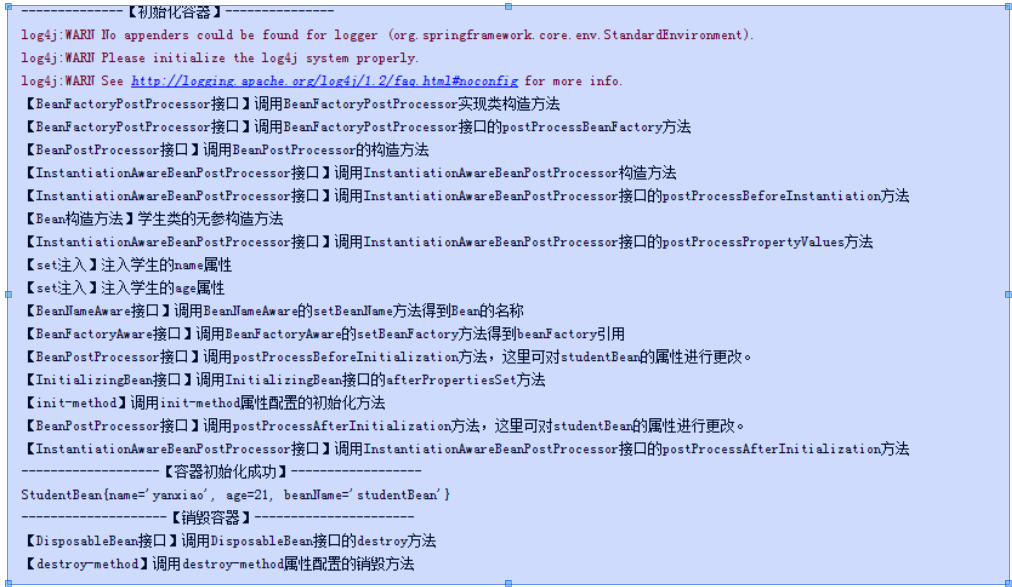 --------------【初始化容器】---------------
log4j:WARN No appenders could be found for logger (org.springframework.core.env.StandardEnvironment).
log4j:WARN Please initialize the log4j system properly.
log4j:WARN See http://logging.apache.org/log4j/1.2/faq.html#noconfig for more info.
【BeanFactoryPostProcessor接口】调用BeanFactoryPostProcessor实现类构造方法
【BeanFactoryPostProcessor接口】调用BeanFactoryPostProcessor接口的postProcessBeanFactory方法
【BeanPostProcessor接口】调用BeanPostProcessor的构造方法
【InstantiationAwareBeanPostProcessor接口】调用InstantiationAwareBeanPostProcessor构造方法
【InstantiationAwareBeanPostProcessor接口】调用InstantiationAwareBeanPostProcessor接口的postProcessBeforeInstantiation方法
【Bean构造方法】学生类的无参构造方法
【InstantiationAwareBeanPostProcessor接口】调用InstantiationAwareBeanPostProcessor接口的postProcessPropertyValues方法
【set注入】注入学生的name属性
【set注入】注入学生的age属性
【BeanNameAware接口】调用BeanNameAware的setBeanName方法得到Bean的名称
【BeanFactoryAware接口】调用BeanFactoryAware的setBeanFactory方法得到beanFactory引用
【BeanPostProcessor接口】调用postProcessBeforeInitialization方法，这里可对studentBean的属性进行更改。
【InitializingBean接口】调用InitializingBean接口的afterPropertiesSet方法
【init-method】调用init-method属性配置的初始化方法
【BeanPostProcessor接口】调用postProcessAfterInitialization方法，这里可对studentBean的属性进行更改。
【InstantiationAwareBeanPostProcessor接口】调用InstantiationAwareBeanPostProcessor接口的postProcessAfterInitialization方法
-------------------【容器初始化成功】------------------
StudentBean{name='yanxiao', age=21, beanName='studentBean'}
--------------------【销毁容器】----------------------
【DisposableBean接口】调用DisposableBean接口的destroy方法
【destroy-method】调用destroy-method属性配置的销毁方法